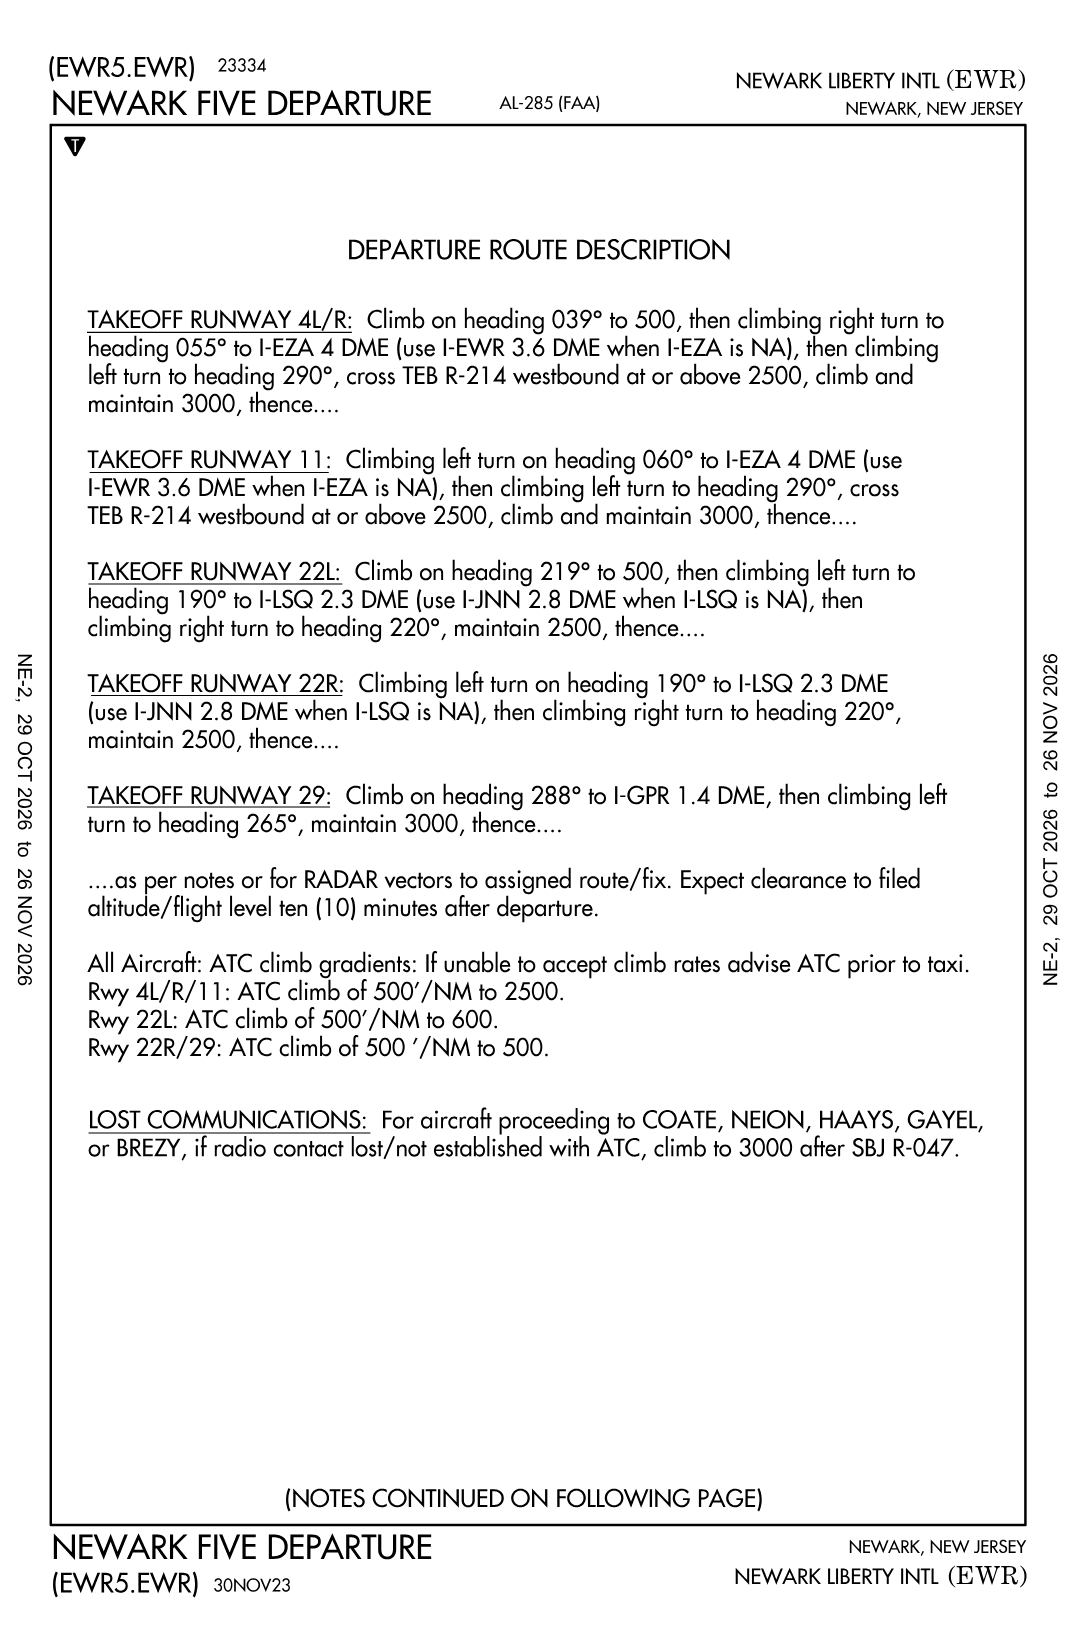 (EWR5.EWR) 23334
NEWARK FIVE DEPARTURE
AL-285 (FAA)
NEWARK LIBERTY INTL (EWR)
NEWARK, NEW JERSEY
T
DEPARTURE ROUTE DESCRIPTION
TAKEOFF RUNWAY 4L/R: Climb on heading 039° to 500, then climbing right turn to
heading 055° to I-EZA 4 DME (use I-EWR 3.6 DME when I-EZA is NA), then climbing
left turn to heading 290°, cross TEB R-214 westbound at or above 2500, climb and
maintain 3000, thence....
TAKEOFF RUNWAY 11: Climbing left turn on heading 060° to I-EZA 4 DME (use
I-EWR 3.6 DME when I-EZA is NA), then climbing left turn to heading 290°, cross
TEB R-214 westbound at or above 2500, climb and maintain 3000, thence....
TAKEOFF RUNWAY 22L: Climb on heading 219° to 500, then climbing left turn to
heading 190° to I-LSQ 2.3 DME (use I-JNN 2.8 DME when I-LSQ is NA), then
climbing right turn to heading 220°, maintain 2500, thence....
TAKEOFF RUNWAY 22R: Climbing left turn on heading 190° to I-LSQ 2.3 DME
(use I-JNN 2.8 DME when I-LSQ is NA), then climbing right turn to heading 220°,
maintain 2500, thence....
TAKEOFF RUNWAY 29: Climb on heading 288° to I-GPR 1.4 DME, then climbing left
turn to heading 265°, maintain 3000, thence....
....as per notes or for RADAR vectors to assigned route/fix. Expect clearance to filed
altitude/flight level ten (10) minutes after departure.
All Aircraft: ATC climb gradients: If unable to accept climb rates advise ATC prior to taxi.
Rwy 4L/R/11: ATC climb of 500'/NM to 2500.
Rwy 22L: ATC climb of 500'/NM to 600.
Rwy 22R/29: ATC climb of 500 '/NM to 500.
LOST COMMUNICATIONS: For aircraft proceeding to COATE, NEION, HAAYS, GAYEL,
or BREZY, if radio contact lost/not established with ATC, climb to 3000 after SBJ R-047.
(NOTES CONTINUED ON FOLLOWING PAGE)
NE-2, 29 OCT 2026 to 26 NOV 2026
NE-2, 29 OCT 2026 to 26 NOV 2026
NEWARK FIVE DEPARTURE
(EWR5.EWR) 30NOV23
NEWARK, NEW JERSEY
NEWARK LIBERTY INTL (EWR)